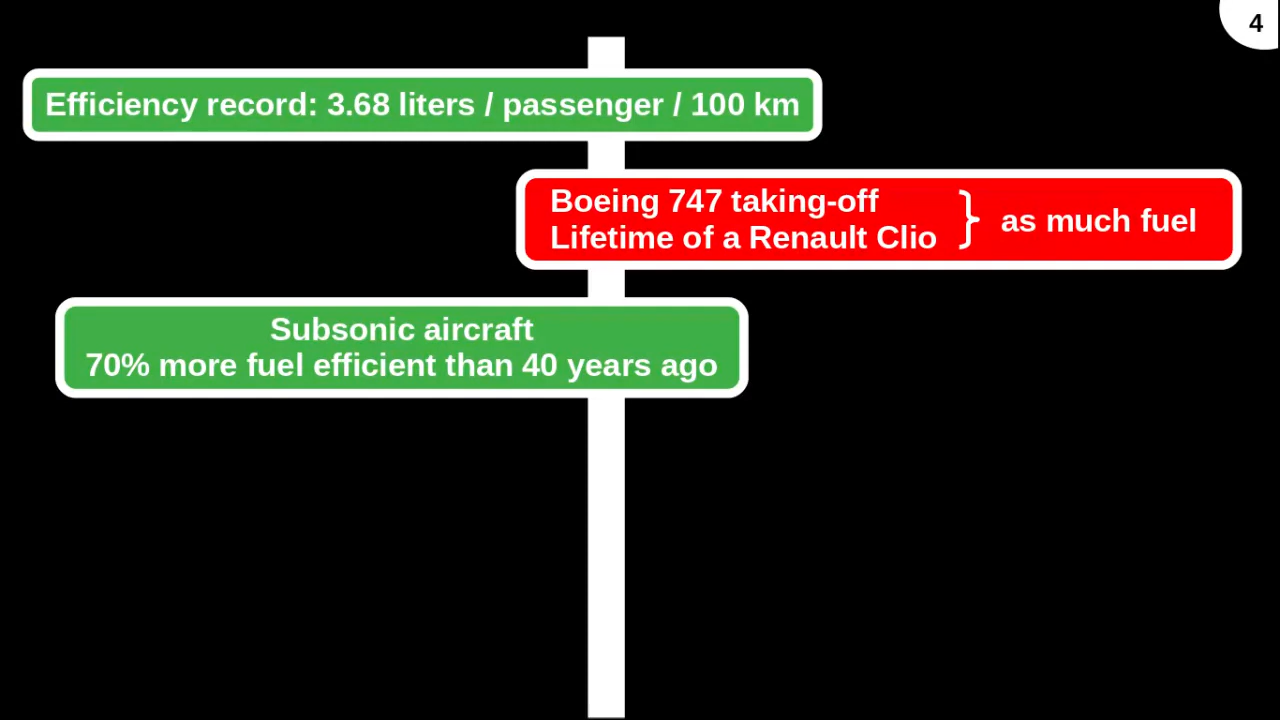 4
Efficiency record: 3.68 liters / passenger / 100 km
Boeing 747 taking-off
Lifetime of a Renault Clio
} as much fuel
Subsonic aircraft
70% more fuel efficient than 40 years ago